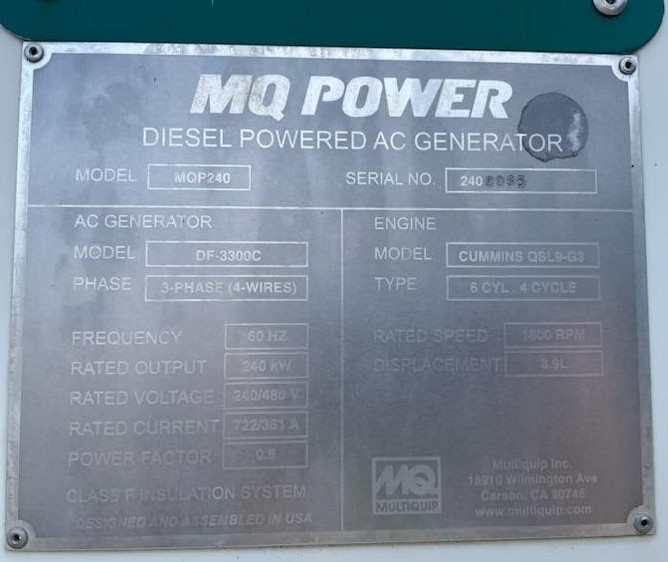 MQ POWER
DIESEL POWERED AC GENERATOR
MODEL MQP240
SERIAL NO.
AC GENERATOR
MODEL DF-3300C
PHASE 3-PHASE (4-WIRES)
FREQUENCY 60 HZ
RATED OUTPUT 240 kW
RATED VOLTAGE 240/480 V
RATED CURRENT 722/361 A
POWER FACTOR 0.8
CLASS F INSULATION SYSTEM
DESIGNED AND ASSEMBLED IN USA
ENGINE
MODEL CUMMINS QSL9-G3
TYPE 6 CYL., 4 CYCLE
RATED SPEED 1800 RPM
DISPLACEMENT 8.9L
MQ
MULTIQUIP
Multiquip Inc.
18910 Wilmington Ave
Carson, CA 90746
www.multiquip.com